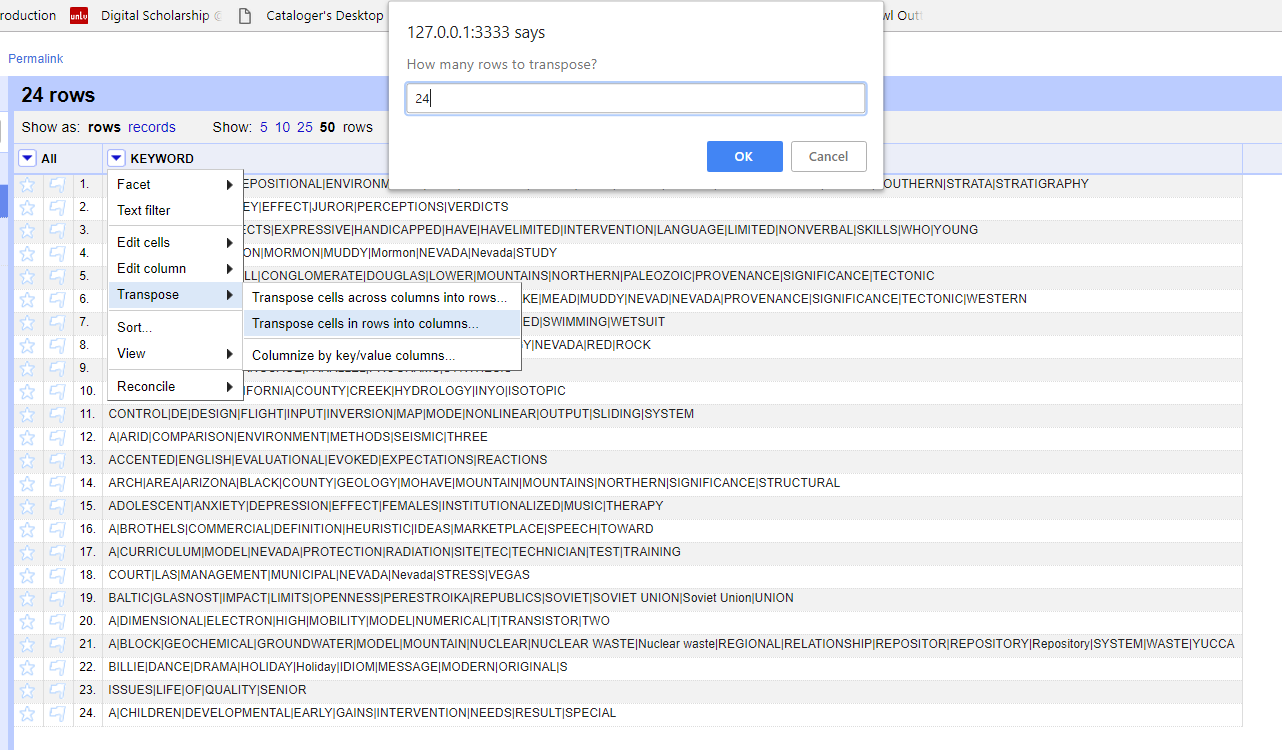 roduction unlv Digital Scholarship Cataloger's Desktop wl Out
127.0.0.1:3333 says
How many rows to transpose?
24
OK Cancel
Permalink
24 rows
Show as: rows records Show: 5 10 25 50 rows
All KEYWORD
Facet
Text filter
Edit cells
Edit column
Transpose
Sort...
View
Reconcile
Transpose cells across columns into rows...
Transpose cells in rows into columns...
Columnize by key/value columns...
1. EPOSITIONAL|ENVIRONM OUTHERN|STRATA|STRATIGRAPHY
2. EY|EFFECT|JUROR|PERCEPTIONS|VERDICTS
3. ECTS|EXPRESSIVE|HANDICAPPED|HAVE|HAVELIMITED|INTERVENTION|LANGUAGE|LIMITED|NONVERBAL|SKILLS|WHO|YOUNG
4. ON|MORMON|MUDDY|Mormon|NEVADA|Nevada|STUDY
5. LL|CONGLOMERATE|DOUGLAS|LOWER|MOUNTAINS|NORTHERN|PALEOZOIC|PROVENANCE|SIGNIFICANCE|TECTONIC
6. KE|MEAD|MUDDY|NEVAD|NEVADA|PROVENANCE|SIGNIFICANCE|TECTONIC|WESTERN
7. ED|SWIMMING|WETSUIT
8. Y|NEVADA|RED|ROCK
9.
10. IFORNIA|COUNTY|CREEK|HYDROLOGY|INYO|ISOTOPIC
11. CONTROL|DE|DESIGN|FLIGHT|INPUT|INVERSION|MAP|MODE|NONLINEAR|OUTPUT|SLIDING|SYSTEM
12. A|ARID|COMPARISON|ENVIRONMENT|METHODS|SEISMIC|THREE
13. ACCENTED|ENGLISH|EVALUATIONAL|EVOKED|EXPECTATIONS|REACTIONS
14. ARCH|AREA|ARIZONA|BLACK|COUNTY|GEOLOGY|MOHAVE|MOUNTAIN|MOUNTAINS|NORTHERN|SIGNIFICANCE|STRUCTURAL
15. ADOLESCENT|ANXIETY|DEPRESSION|EFFECT|FEMALES|INSTITUTIONALIZED|MUSIC|THERAPY
16. A|BROTHELS|COMMERCIAL|DEFINITION|HEURISTIC|IDEAS|MARKETPLACE|SPEECH|TOWARD
17. A|CURRICULUM|MODEL|NEVADA|PROTECTION|RADIATION|SITE|TEC|TECHNICIAN|TEST|TRAINING
18. COURT|LAS|MANAGEMENT|MUNICIPAL|NEVADA|Nevada|STRESS|VEGAS
19. BALTIC|GLASNOST|IMPACT|LIMITS|OPENNESS|PERESTROIKA|REPUBLICS|SOVIET|SOVIET UNION|Soviet Union|UNION
20. A|DIMENSIONAL|ELECTRON|HIGH|MOBILITY|MODEL|NUMERICAL|T|TRANSISTOR|TWO
21. A|BLOCK|GEOCHEMICAL|GROUNDWATER|MODEL|MOUNTAIN|NUCLEAR|NUCLEAR WASTE|Nuclear waste|REGIONAL|RELATIONSHIP|REPOSITOR|REPOSITORY|Repository|SYSTEM|WASTE|YUCCA
22. BILLIE|DANCE|DRAMA|HOLIDAY|Holiday|IDIOM|MESSAGE|MODERN|ORIGINAL|S
23. ISSUES|LIFE|OF|QUALITY|SENIOR
24. A|CHILDREN|DEVELOPMENTAL|EARLY|GAINS|INTERVENTION|NEEDS|RESULT|SPECIAL